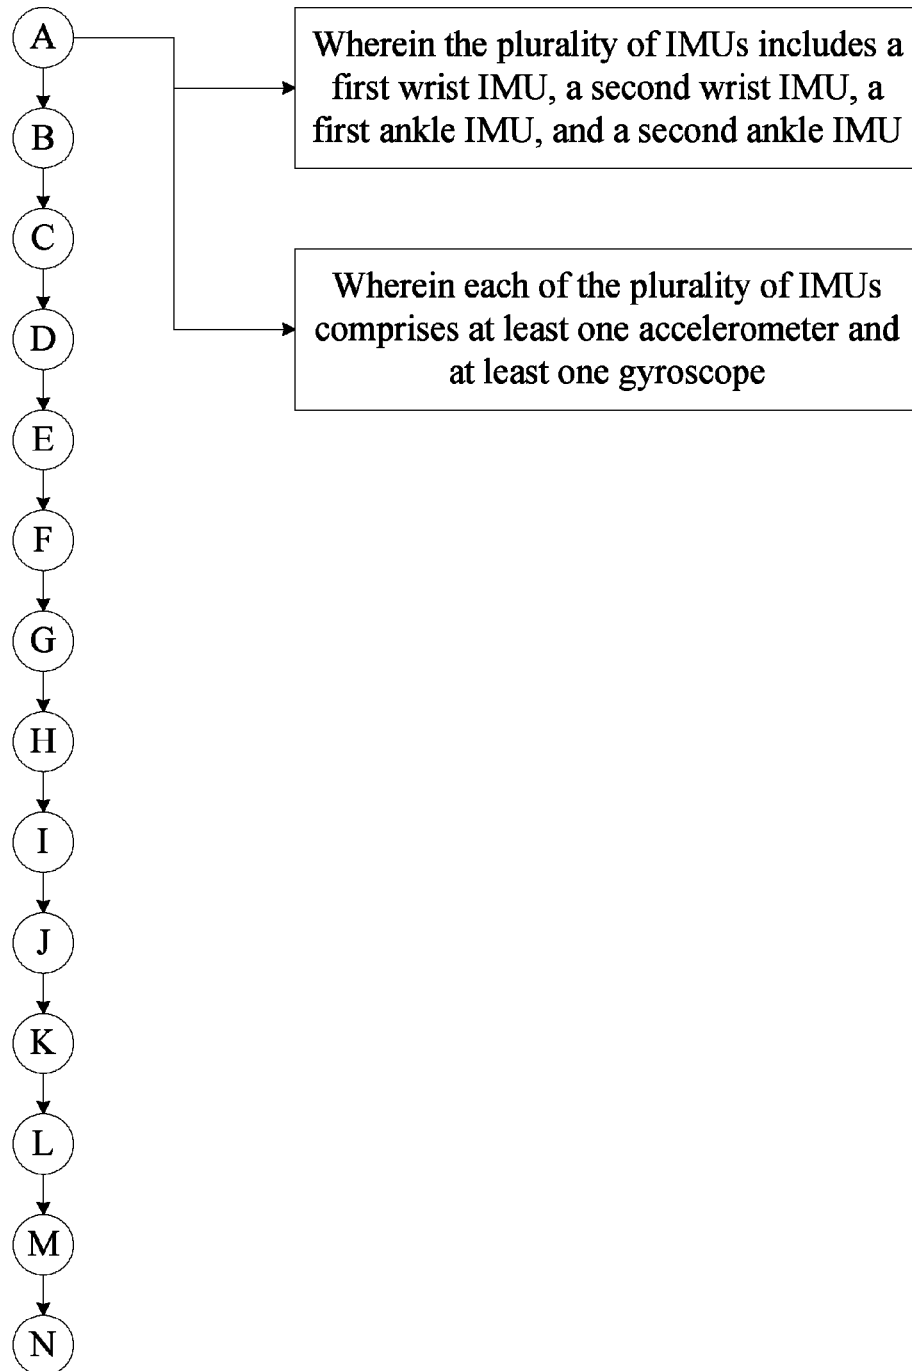 A
Wherein the plurality of IMUs includes a
first wrist IMU, a second wrist IMU, a
first ankle IMU, and a second ankle IMU
B
C
Wherein each of the plurality of IMUs
comprises at least one accelerometer and
at least one gyroscope
D
E
F
G
H
I
J
K
L
M
N